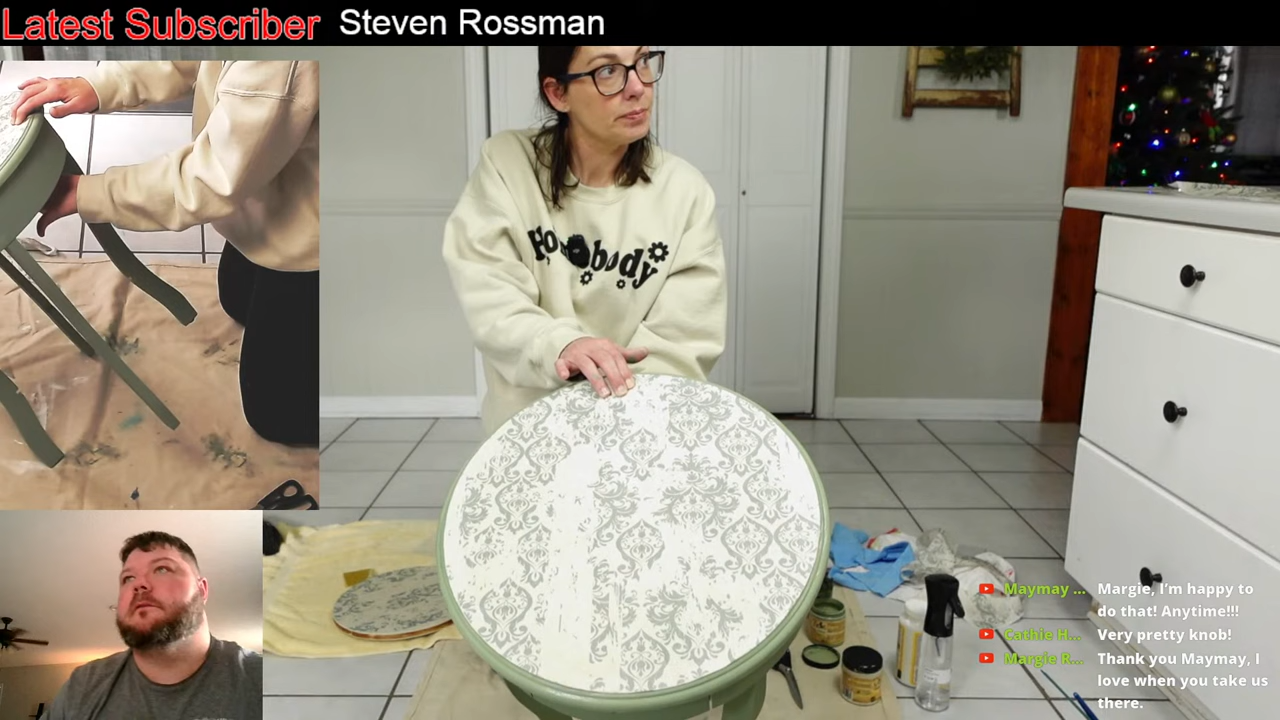 Latest Subscriber Steven Rossman
Maymay ... Margie, I'm happy to
do that! Anytime!!!
Cathie H... Very pretty knob!
Margie R... Thank you Maymay, I
love when you take us
there.